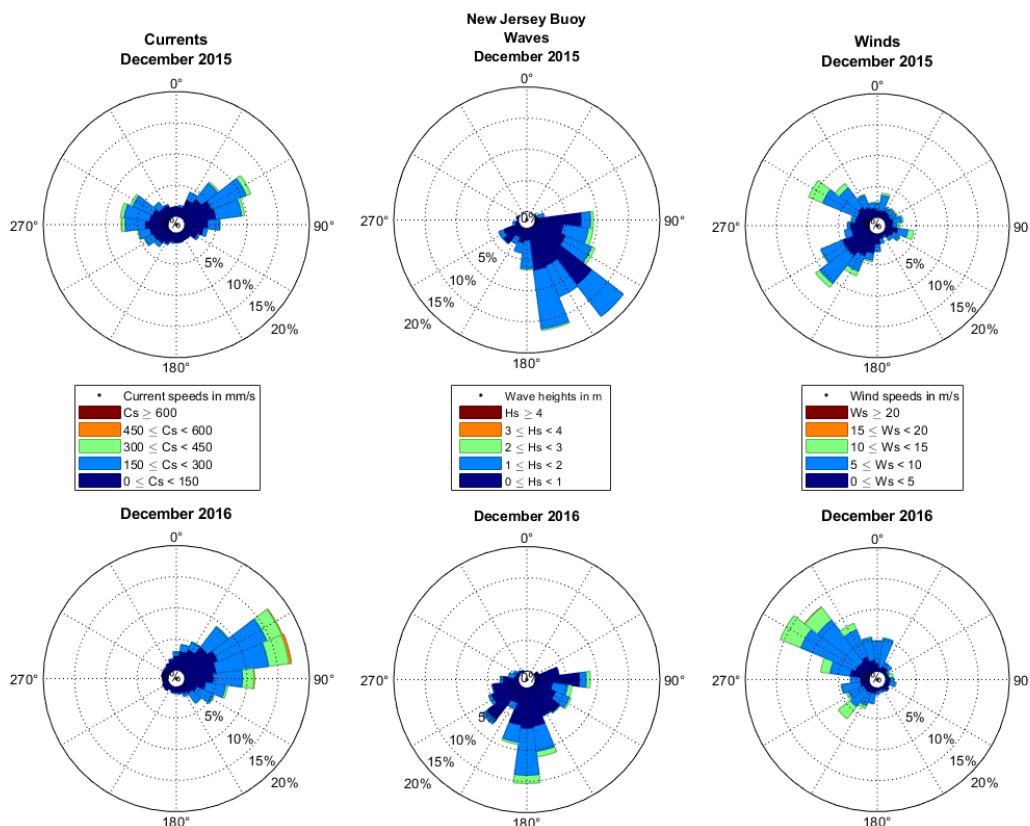 Currents
December 2015
New Jersey Buoy
Waves
December 2015
Winds
December 2015
0°
270°
90°
180°
5%
10%
15%
20%
0°
270°
90°
180°
0%
5%
10%
15%
20%
0°
270°
90
180°
5%
10%
15%
20%
Current speeds in mm/s
Cs ≥ 600
450 ≤ Cs < 600
300 ≤ Cs < 450
150 ≤ Cs < 300
0 ≤ Cs < 150
Wave heights in m
Hs ≥ 4
3 ≤ Hs < 4
2 ≤ Hs < 3
1 ≤ Hs < 2
0 ≤ Hs < 1
Wind speeds in m/s
Ws ≥ 20
15 ≤ Ws < 20
10 ≤ Ws < 15
5 ≤ Ws < 10
0 ≤ Ws < 5
December 2016
December 2016
December 2016
0°
270°
90°
180°
5%
10%
15%
20%
0°
270°
90°
180°
0%
5%
10%
15%
20%
0°
270°
90°
180°
5%
10%
15%
20%